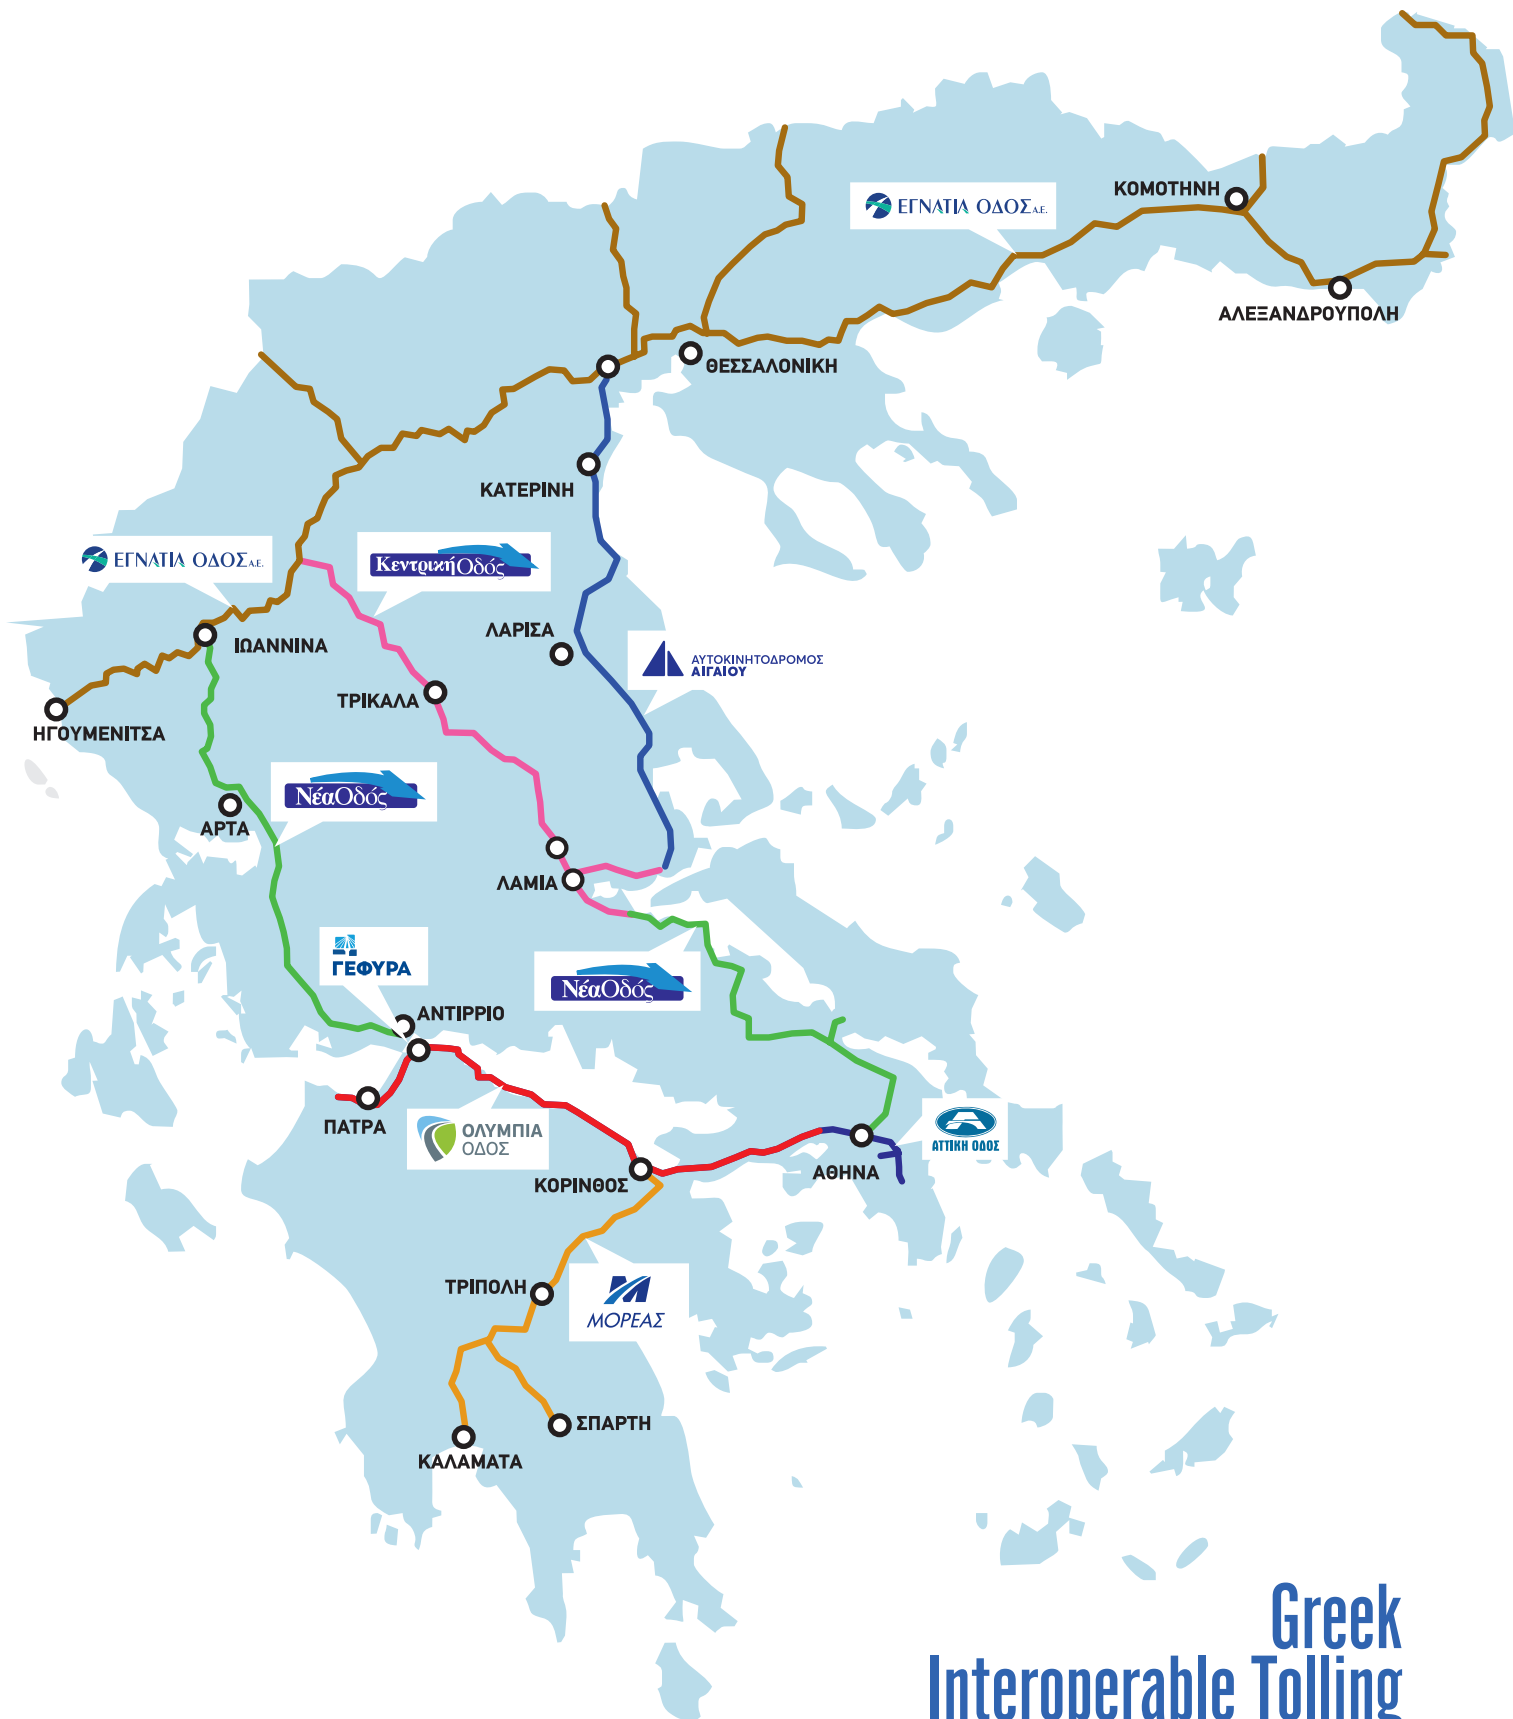 ΚΟΜΟΤΗΝΗ
ΕΓΝΑΤΙΑ ΟΔΟΣ Α.Ε.
ΑΛΕΞΑΝΔΡΟΥΠΟΛΗ
ΘΕΣΣΑΛΟΝΙΚΗ
ΚΑΤΕΡΙΝΗ
ΕΓΝΑΤΙΑ ΟΔΟΣ Α.Ε.
ΚεντρικήΟδός
ΛΑΡΙΣΑ
ΙΩΑΝΝΙΝΑ
ΑΥΤΟΚΙΝΗΤΟΔΡΟΜΟΣ
ΑΙΓΑΙΟΥ
ΤΡΙΚΑΛΑ
ΗΓΟΥΜΕΝΙΤΣΑ
ΝέαΟδός
ΑΡΤΑ
ΛΑΜΙΑ
ΓΕΦΥΡΑ
ΝέαΟδός
ΑΝΤΙΡΡΙΟ
ΠΑΤΡΑ
ΟΛΥΜΠΙΑ
ΟΔΟΣ
ΑΤΤΙΚΗ ΟΔΟΣ
ΑΘΗΝΑ
ΚΟΡΙΝΘΟΣ
ΤΡΙΠΟΛΗ
ΜΟΡΕΑΣ
ΣΠΑΡΤΗ
ΚΑΛΑΜΑΤΑ
Greek
Interoperable Tolling